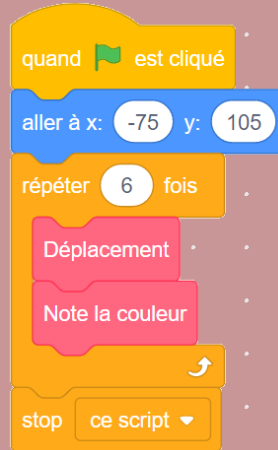 quand est cliqué
aller à x: -75 y: 105
répéter 6 fois
Déplacement
Note la couleur
stop ce script